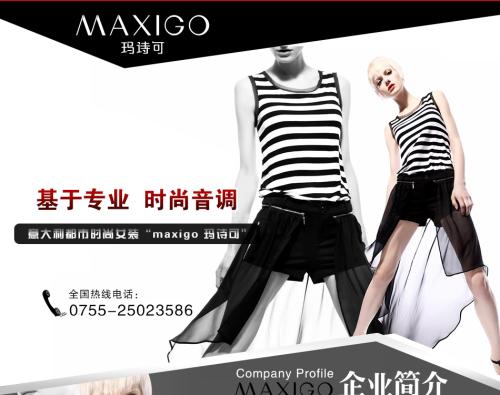 MAXIGO
玛诗可
基于专业 时尚音调
意大利都市时尚女装“maxigo 玛诗可”
全国热线电话：
0755-25023586
Company Profile
MAXIGO 企业简介